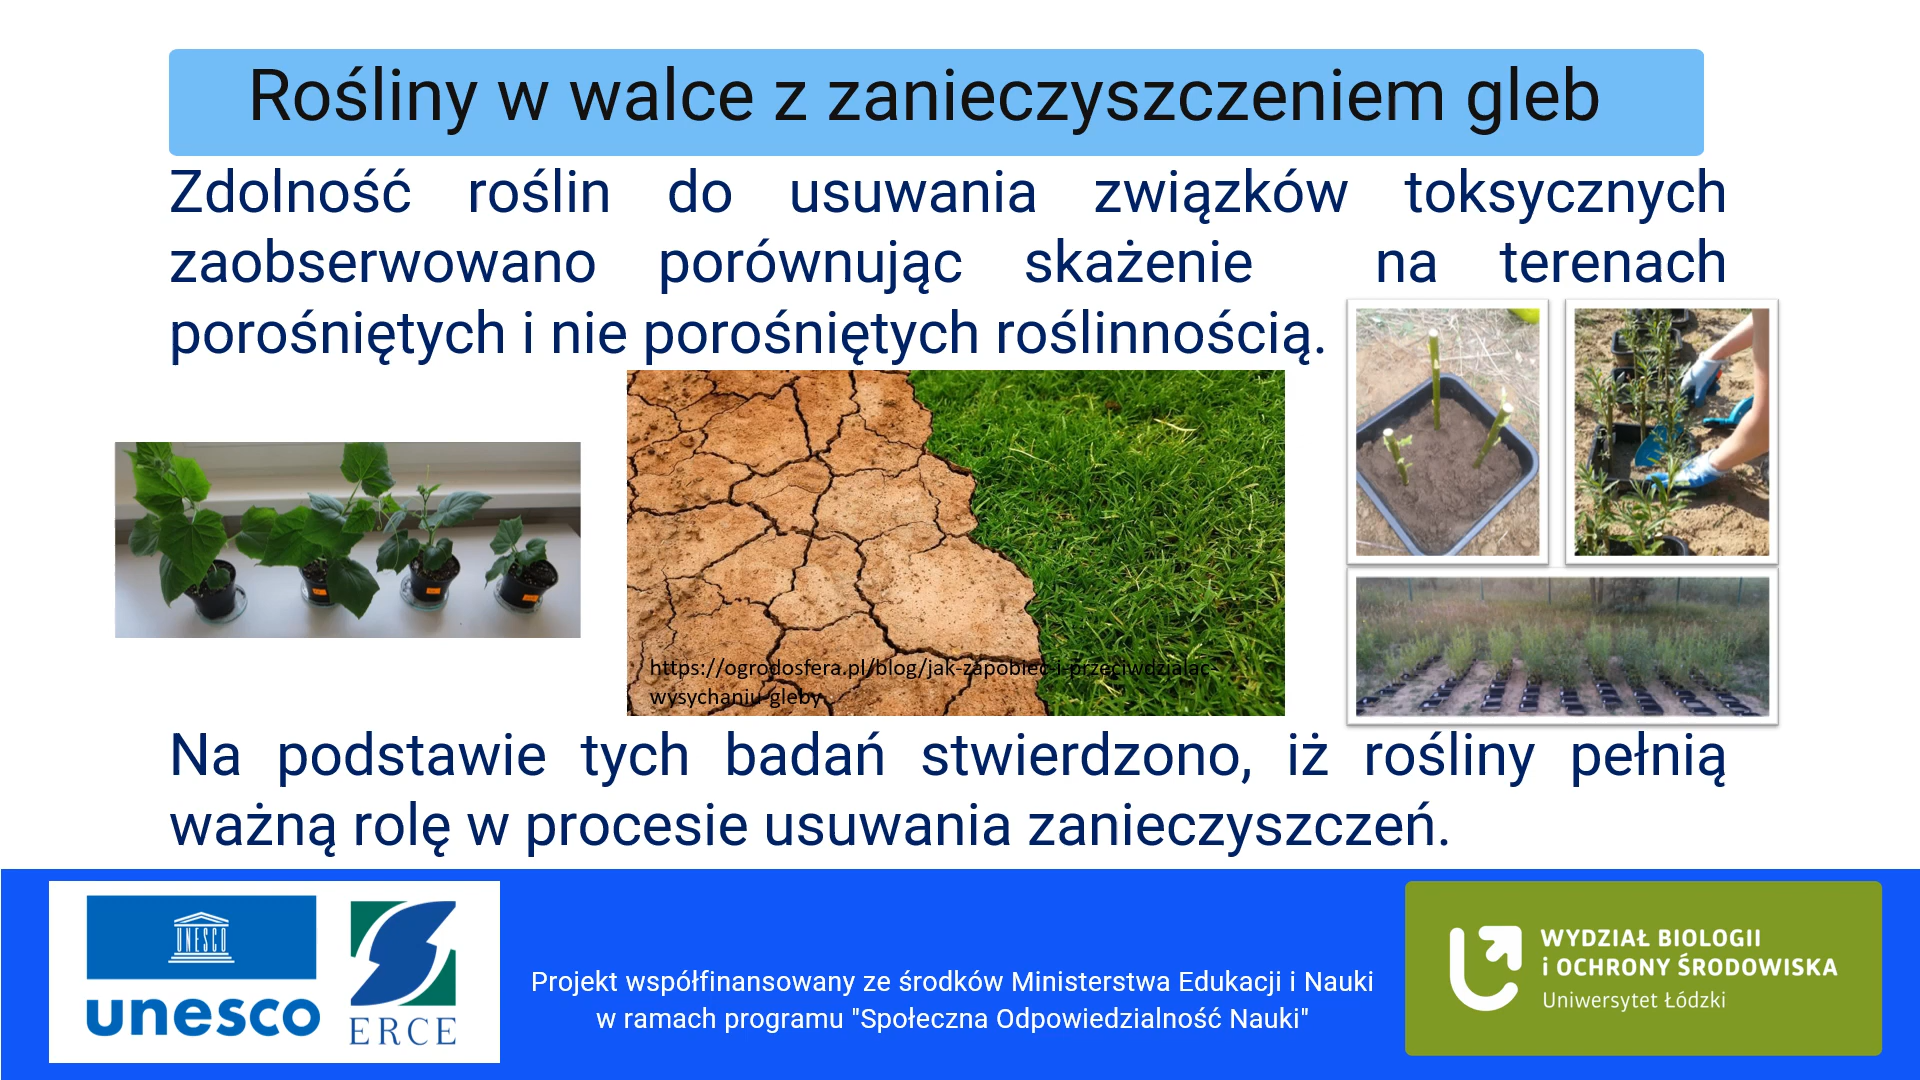 Rośliny w walce z zanieczyszczeniem gleb
Zdolność roślin do usuwania związków toksycznych
zaobserwowano porównując skażenie na terenach
porośniętych i nie porośniętych roślinnością.
https://ogrodosfera.pl/blog/jak-zapobiec-i-przeciwdzialac-
wysychaniu-gleby
Na podstawie tych badań stwierdzono, iż rośliny pełnią
ważną rolę w procesie usuwania zanieczyszczeń.
UNESCO
unesco
ERCE
Projekt współfinansowany ze środków Ministerstwa Edukacji i Nauki
w ramach programu "Społeczna Odpowiedzialność Nauki"
WYDZIAŁ BIOLOGII
i OCHRONY ŚRODOWISKA
Uniwersytet Łódzki